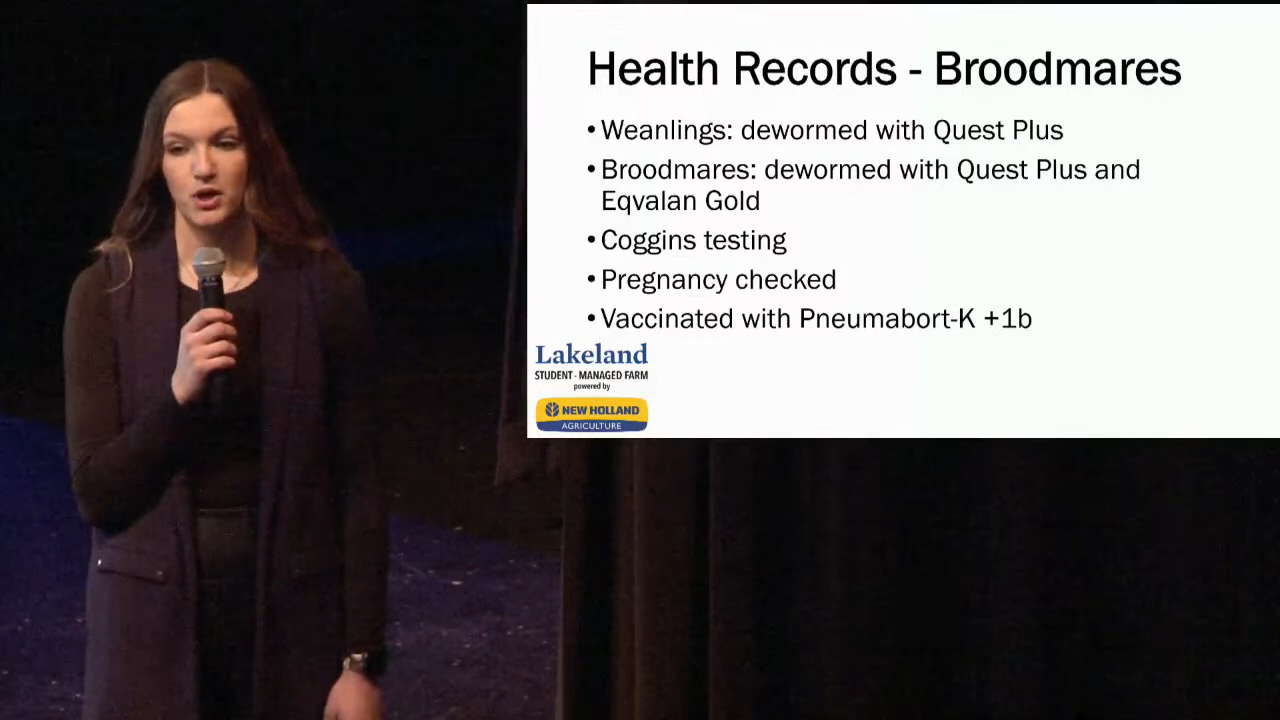 Health Records - Broodmares
• Weanlings: dewormed with Quest Plus
• Broodmares: dewormed with Quest Plus and
Eqvalan Gold
• Coggins testing
• Pregnancy checked
• Vaccinated with Pneumabort-K +1b
Lakeland
STUDENT - MANAGED FARM
powered by
NEW HOLLAND
AGRICULTURE